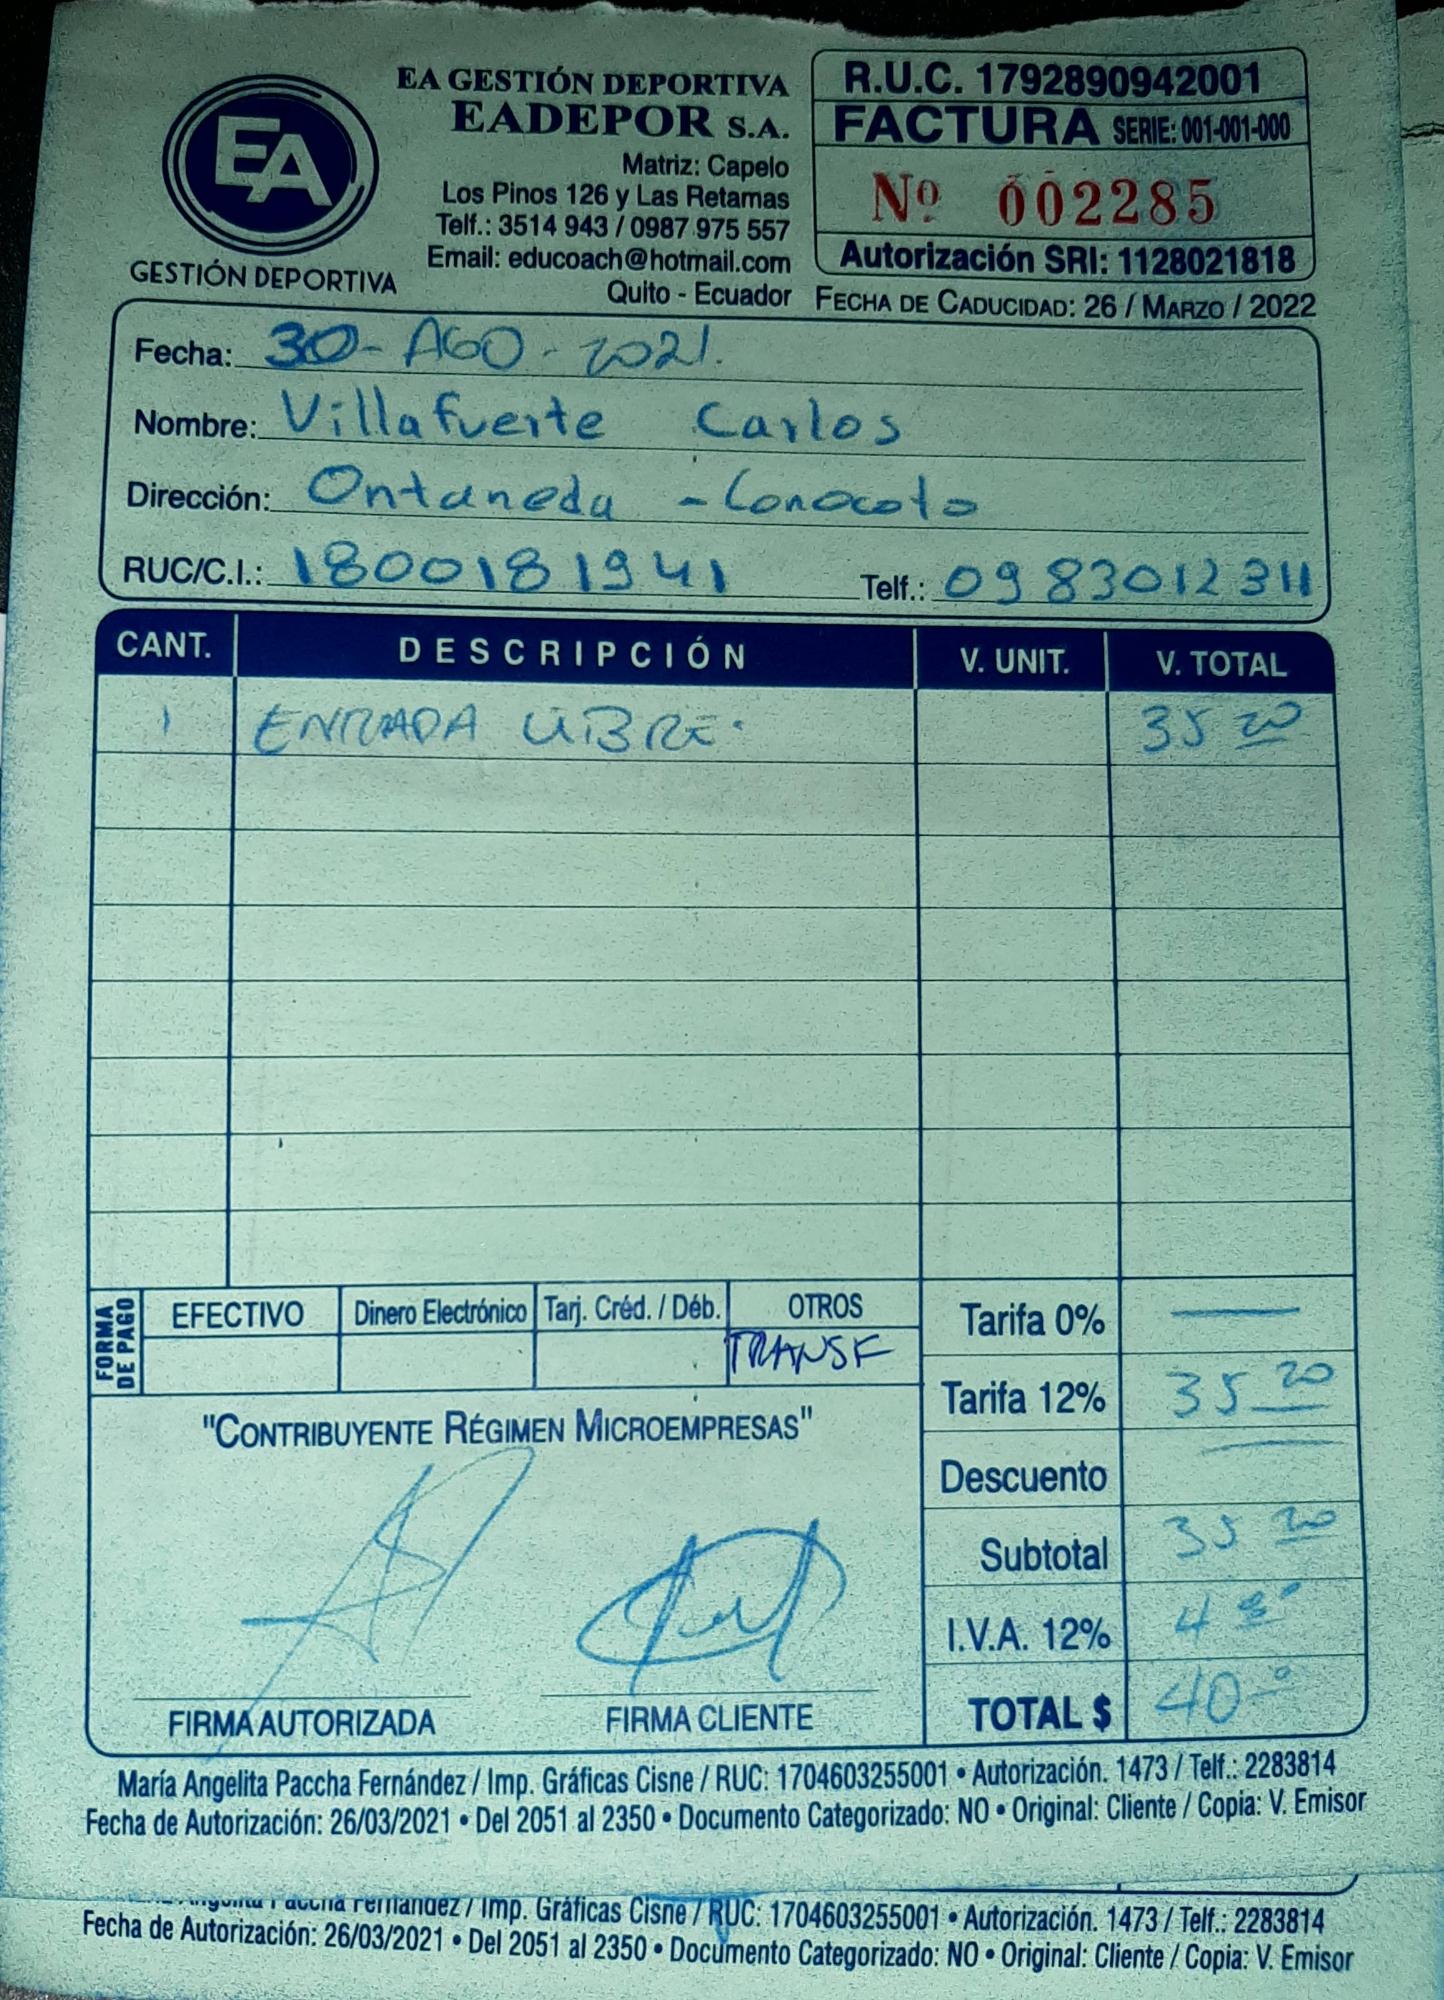 EA
GESTIÓN DEPORTIVA
EA GESTIÓN DEPORTIVA
EADEPOR S.A.
Matriz: Capelo
Los Pinos 126 y Las Retamas
Telf.: 3514 943 / 0987 975 557
Email: educoach@hotmail.com
Quito - Ecuador
R.U.C. 1792890942001
FACTURA SERIE: 001-001-000
Nº 002285
Autorización SRI: 1128021818
FECHA DE CADUCIDAD: 26 / MARZO / 2022
Fecha: 30-AGO-2021.
Nombre: Villafuerte Carlos
Dirección: Ontaneda - Conocoto
RUC/C.I.: 1800181941 Telf.: 0983012311
CANT. DESCRIPCIÓN V. UNIT. V. TOTAL
1 ENTRADA LIBRE. 35 20
FORMA DE PAGO
EFECTIVO Dinero Electrónico Tarj. Créd. / Déb. OTROS
TRANSF
Tarifa 0% —
Tarifa 12% 35 20
Descuento —
Subtotal 35 20
I.V.A. 12% 4
TOTAL $ 40
"CONTRIBUYENTE RÉGIMEN MICROEMPRESAS"
FIRMA AUTORIZADA FIRMA CLIENTE
María Angelita Paccha Fernández / Imp. Gráficas Cisne / RUC: 1704603255001 • Autorización. 1473 / Telf.: 2283814
Fecha de Autorización: 26/03/2021 • Del 2051 al 2350 • Documento Categorizado: NO • Original: Cliente / Copia: V. Emisor
Angelita Paccha Fernández / Imp. Gráficas Cisne / RUC: 1704603255001 • Autorización. 1473 / Telf.: 2283814
Fecha de Autorización: 26/03/2021 • Del 2051 al 2350 • Documento Categorizado: NO • Original: Cliente / Copia: V. Emisor